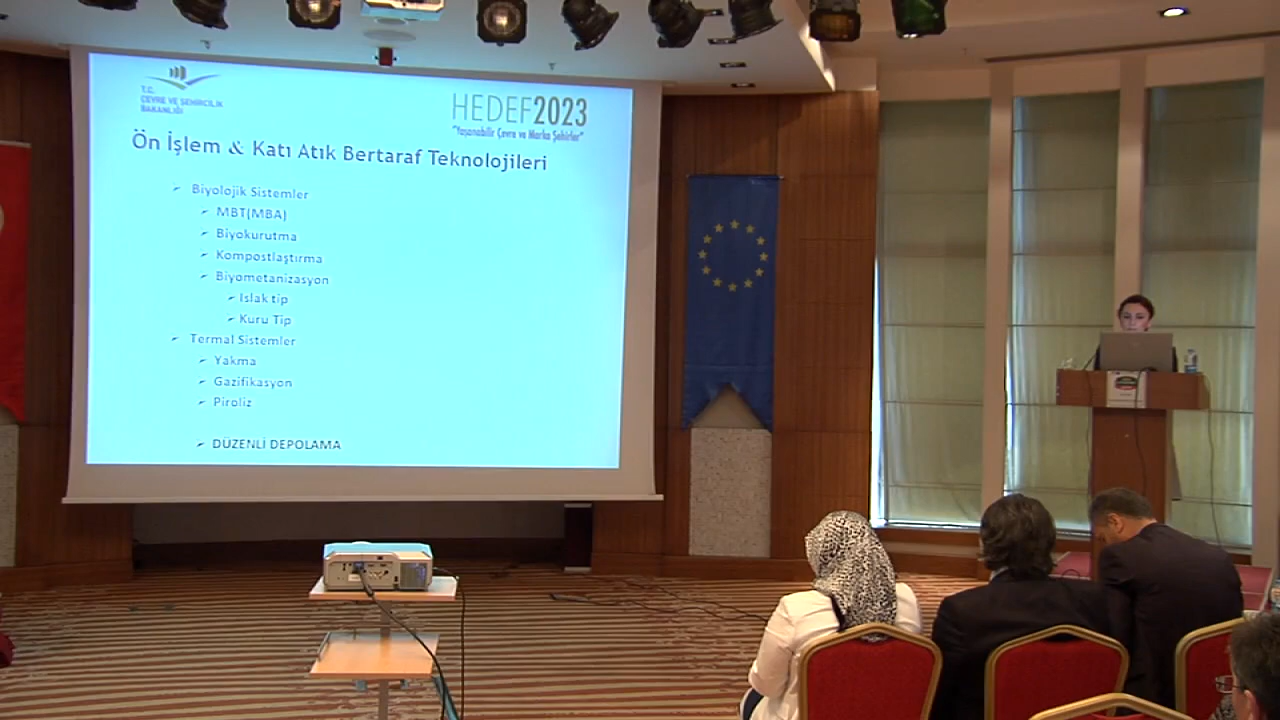 T.C.
ÇEVRE VE ŞEHİRCİLİK
BAKANLIĞI
HEDEF2023
"Yaşanabilir Çevre ve Marka Şehirler"
Ön İşlem & Katı Atık Bertaraf Teknolojileri
➢ Biyolojik Sistemler
➢ MBT(MBA)
➢ Biyokurutma
➢ Kompostlaştırma
➢ Biyometanizasyon
➢ Islak tip
➢ Kuru Tip
➢ Termal Sistemler
➢ Yakma
➢ Gazifikasyon
➢ Piroliz
➢ DÜZENLİ DEPOLAMA